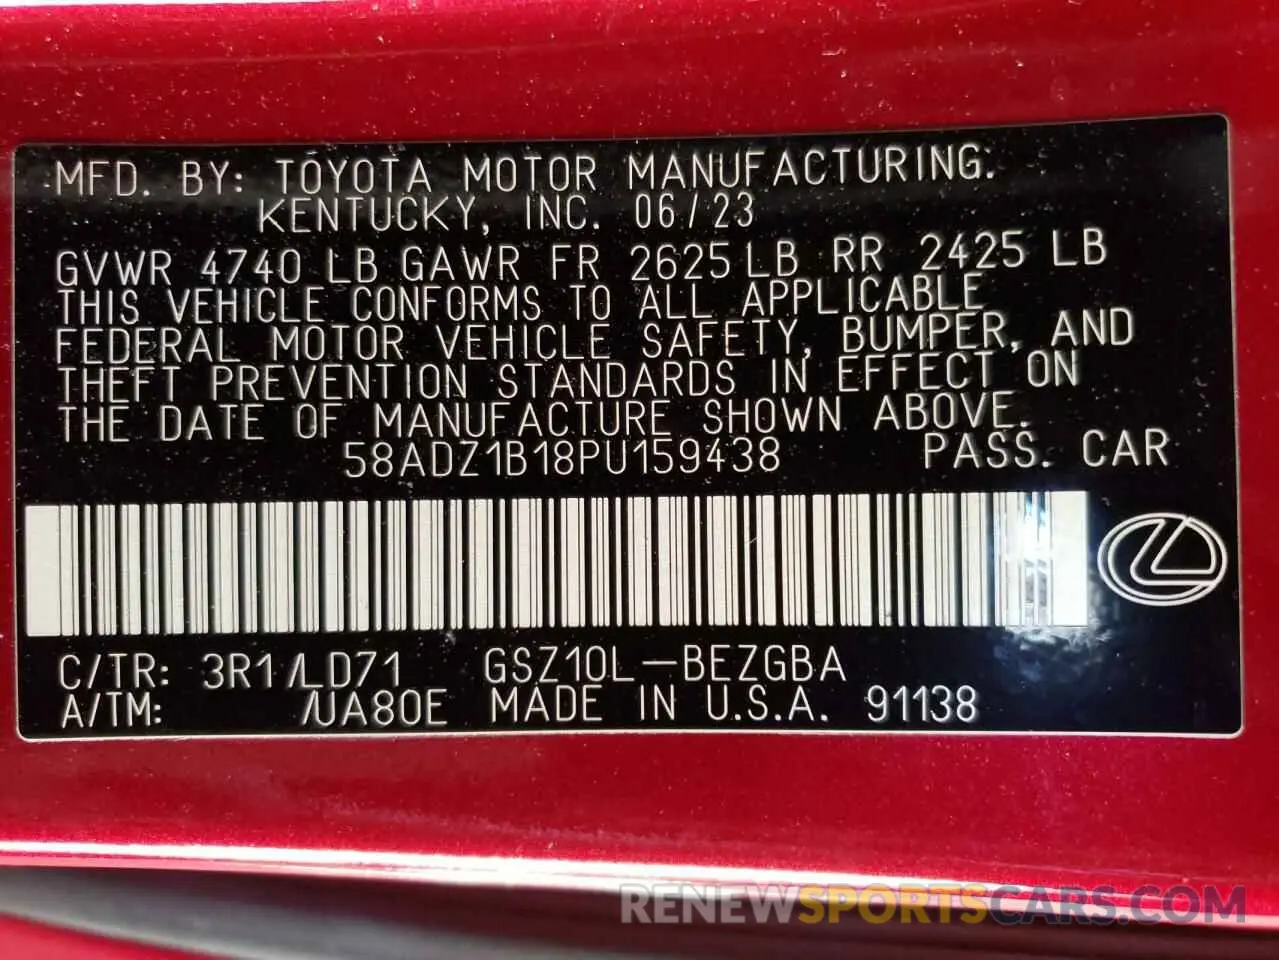 MFD. BY: TOYOTA MOTOR MANUFACTURING.
KENTUCKY, INC. 06/23
GVWR 4740 LB GAWR FR 2625 LB RR 2425 LB
THIS VEHICLE CONFORMS TO ALL APPLICABLE
FEDERAL MOTOR VEHICLE SAFETY, BUMPER, AND
THEFT PREVENTION STANDARDS IN EFFECT ON
THE DATE OF MANUFACTURE SHOWN ABOVE.
58ADZ1B18PU159438 PASS. CAR
C/TR: 3R1/LD71 GSZ10L-BEZGBA
A/TM: /UA80E MADE IN U.S.A. 91138
RENEWSPORTSCARS.COM